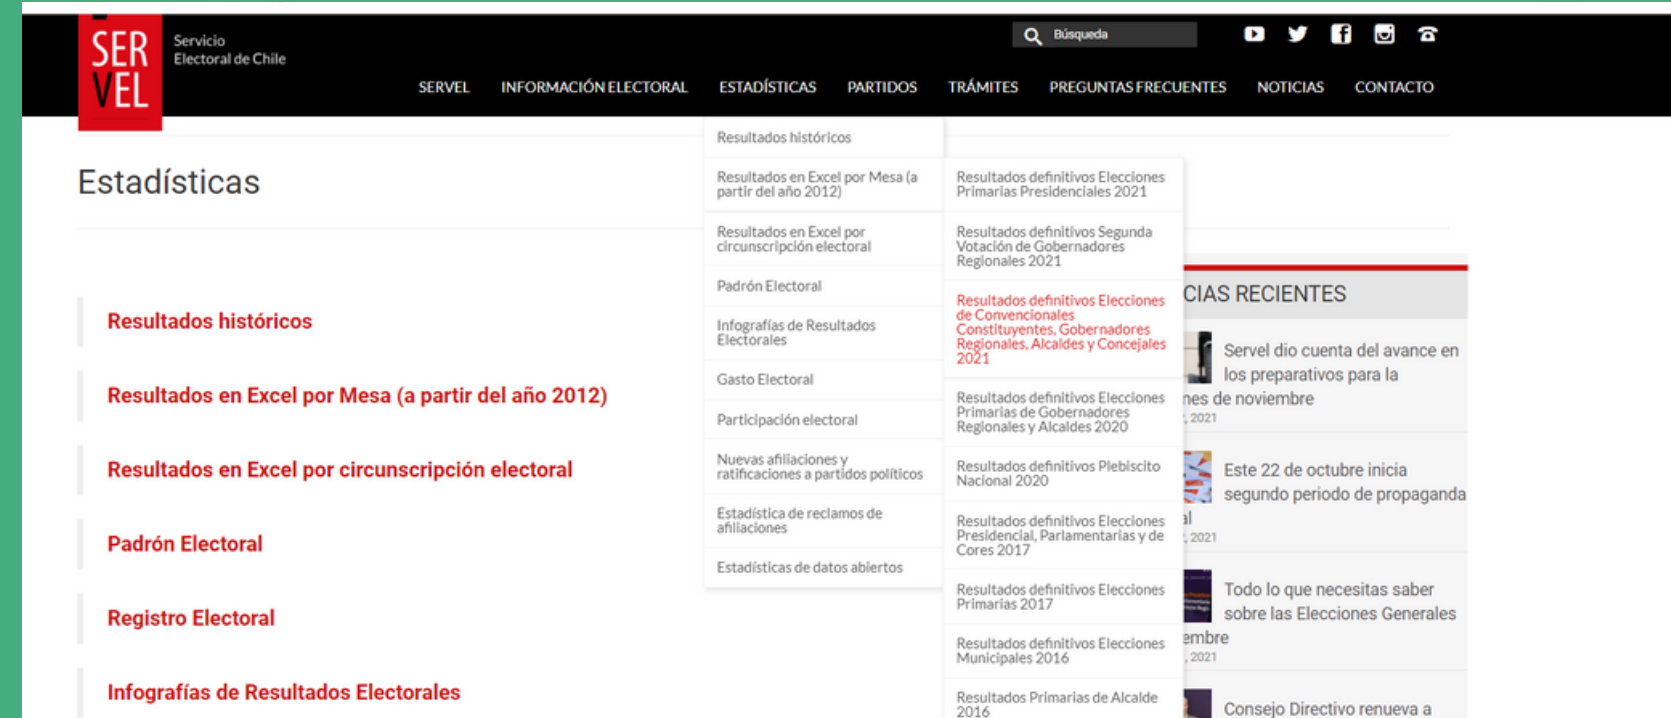 SER
VEL
Servicio
Electoral de Chile
Búsqueda
SERVEL INFORMACIÓN ELECTORAL ESTADÍSTICAS PARTIDOS TRÁMITES PREGUNTAS FRECUENTES NOTICIAS CONTACTO
Estadísticas
Resultados históricos
Resultados en Excel por Mesa (a partir del año 2012)
Resultados en Excel por circunscripción electoral
Padrón Electoral
Registro Electoral
Infografías de Resultados Electorales
Resultados históricos
Resultados en Excel por Mesa (a
partir del año 2012)
Resultados en Excel por
circunscripción electoral
Padrón Electoral
Infografías de Resultados
Electorales
Gasto Electoral
Participación electoral
Nuevas afiliaciones y
ratificaciones a partidos políticos
Estadística de reclamos de
afiliaciones
Estadísticas de datos abiertos
Resultados definitivos Elecciones
Primarias Presidenciales 2021
Resultados definitivos Segunda
Votación de Gobernadores
Regionales 2021
Resultados definitivos Elecciones
de Convencionales
Constituyentes, Gobernadores
Regionales, Alcaldes y Concejales
2021
Resultados definitivos Elecciones
Primarias de Gobernadores
Regionales y Alcaldes 2020
Resultados definitivos Plebiscito
Nacional 2020
Resultados definitivos Elecciones
Presidencial, Parlamentarias y de
Cores 2017
Resultados definitivos Elecciones
Primarias 2017
Resultados definitivos Elecciones
Municipales 2016
Resultados Primarias de Alcalde
2016
CIAS RECIENTES
Servel dio cuenta del avance en
los preparativos para la
nes de noviembre
, 2021
Este 22 de octubre inicia
segundo periodo de propaganda
al
, 2021
Todo lo que necesitas saber
sobre las Elecciones Generales
embre
, 2021
Consejo Directivo renueva a